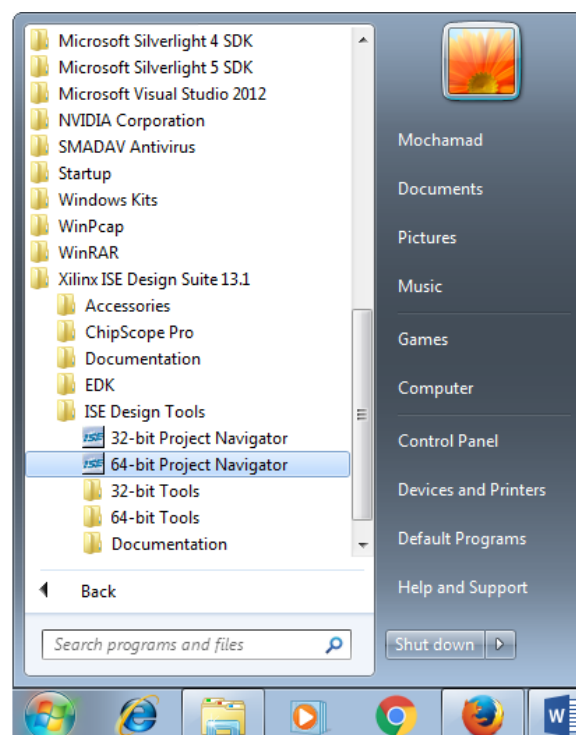 Microsoft Silverlight 4 SDK
Microsoft Silverlight 5 SDK
Microsoft Visual Studio 2012
NVIDIA Corporation
SMADAV Antivirus
Startup
Windows Kits
WinPcap
WinRAR
Xilinx ISE Design Suite 13.1
Accessories
ChipScope Pro
Documentation
EDK
ISE Design Tools
ISE 32-bit Project Navigator
ISE 64-bit Project Navigator
32-bit Tools
64-bit Tools
Documentation
Back
Search programs and files
Mochamad
Documents
Pictures
Music
Games
Computer
Control Panel
Devices and Printers
Default Programs
Help and Support
Shut down
W